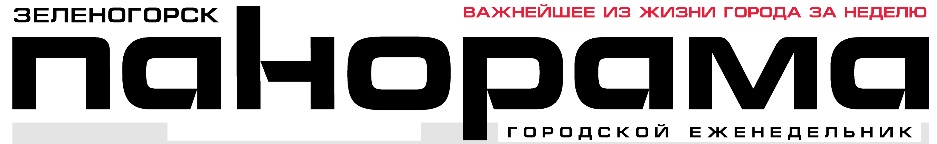 ЗЕЛЕНОГОРСК
ВАЖНЕЙШЕЕ ИЗ ЖИЗНИ ГОРОДА ЗА НЕДЕЛЮ
панорама
ГОРОДСКОЙ ЕЖЕНЕДЕЛЬНИК